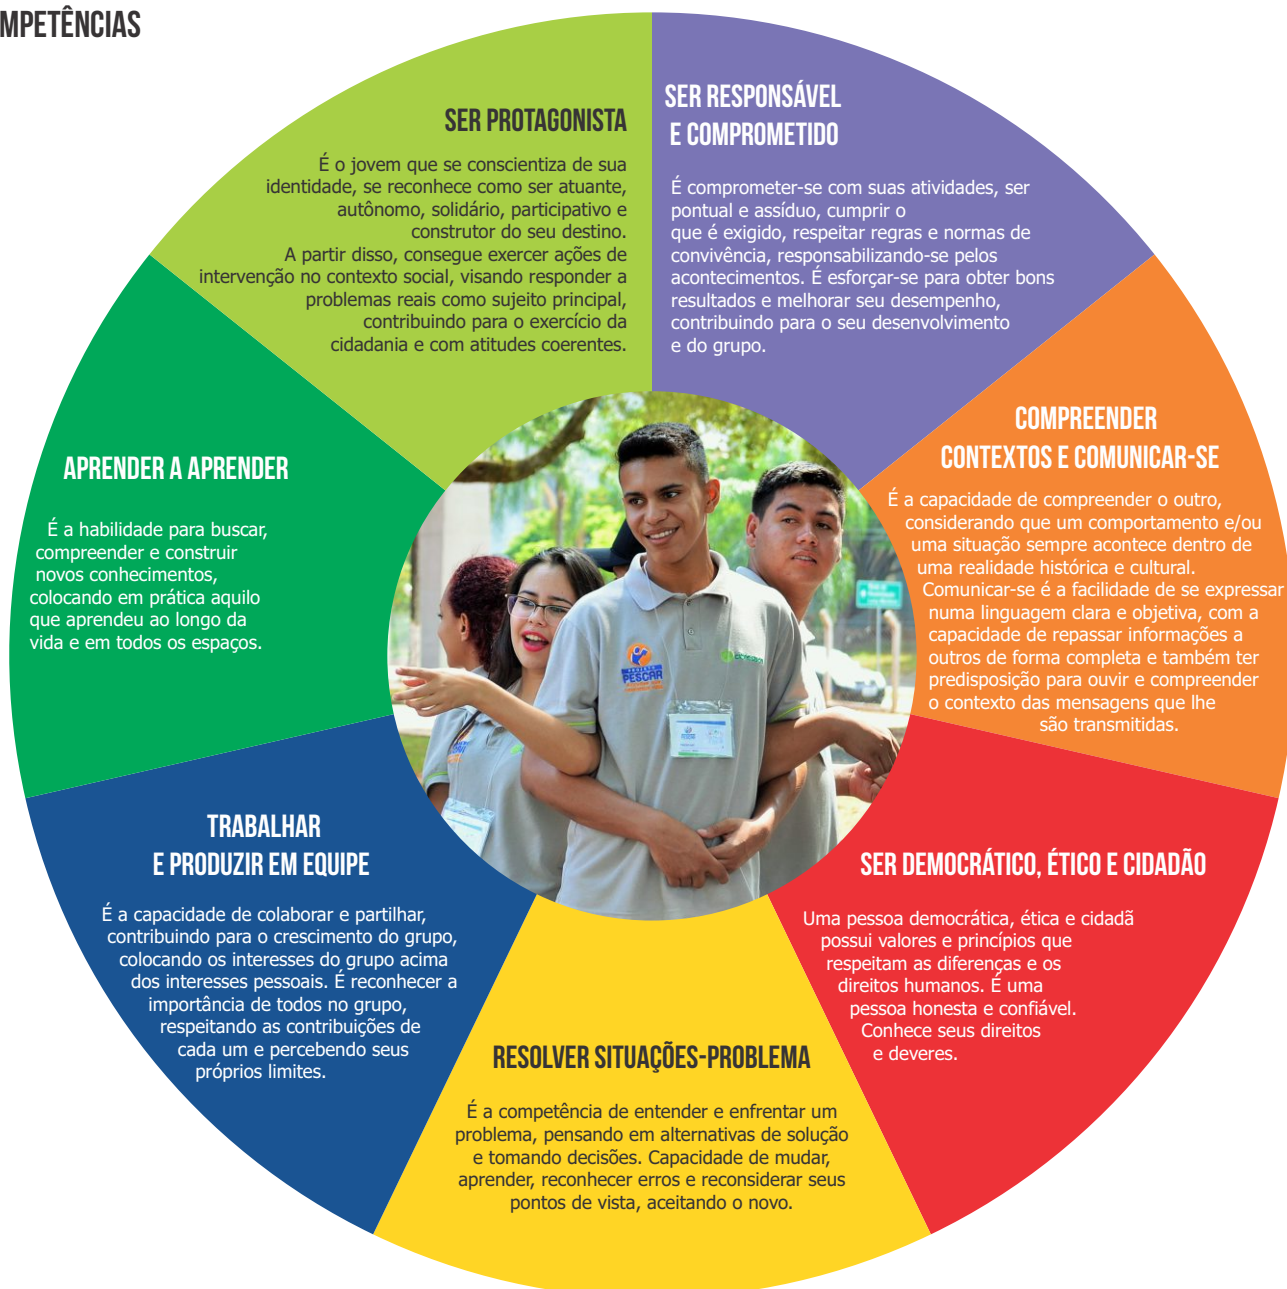 MPETÊNCIAS
SER PROTAGONISTA
É o jovem que se conscientiza de sua
identidade, se reconhece como ser atuante,
autônomo, solidário, participativo e
construtor do seu destino.
A partir disso, consegue exercer ações de
intervenção no contexto social, visando responder a
problemas reais como sujeito principal,
contribuindo para o exercício da
cidadania e com atitudes coerentes.
SER RESPONSÁVEL
E COMPROMETIDO
É comprometer-se com suas atividades, ser
pontual e assíduo, cumprir o
que é exigido, respeitar regras e normas de
convivência, responsabilizando-se pelos
acontecimentos. É esforçar-se para obter bons
resultados e melhorar seu desempenho,
contribuindo para o seu desenvolvimento
e do grupo.
COMPREENDER
CONTEXTOS E COMUNICAR-SE
É a capacidade de compreender o outro,
considerando que um comportamento e/ou
uma situação sempre acontece dentro de
uma realidade histórica e cultural.
Comunicar-se é a facilidade de se expressar
numa linguagem clara e objetiva, com a
capacidade de repassar informações a
outros de forma completa e também ter
predisposição para ouvir e compreender
o contexto das mensagens que lhe
são transmitidas.
SER DEMOCRÁTICO, ÉTICO E CIDADÃO
Uma pessoa democrática, ética e cidadã
possui valores e princípios que
respeitam as diferenças e os
direitos humanos. É uma
pessoa honesta e confiável.
Conhece seus direitos
e deveres.
RESOLVER SITUAÇÕES-PROBLEMA
É a competência de entender e enfrentar um
problema, pensando em alternativas de solução
e tomando decisões. Capacidade de mudar,
aprender, reconhecer erros e reconsiderar seus
pontos de vista, aceitando o novo.
TRABALHAR
E PRODUZIR EM EQUIPE
É a capacidade de colaborar e partilhar,
contribuindo para o crescimento do grupo,
colocando os interesses do grupo acima
dos interesses pessoais. É reconhecer a
importância de todos no grupo,
respeitando as contribuições de
cada um e percebendo seus
próprios limites.
APRENDER A APRENDER
É a habilidade para buscar,
compreender e construir
novos conhecimentos,
colocando em prática aquilo
que aprendeu ao longo da
vida e em todos os espaços.
PROJETO
PESCAR